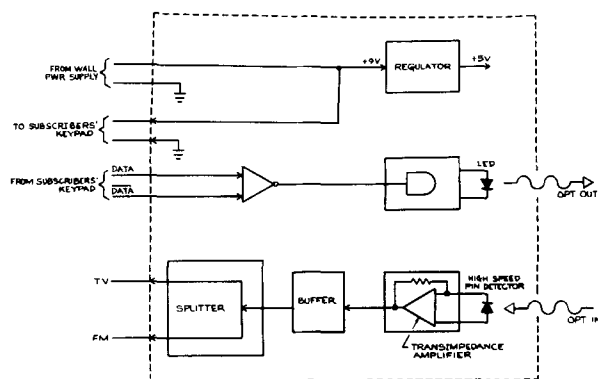 FROM WALL
PWR SUPPLY
+9V
REGULATOR
+5V
TO SUBSCRIBERS'
KEYPAD
FROM SUBSCRIBERS'
KEYPAD
DATA
DATA
LED
OPT OUT
TV
FM
SPLITTER
BUFFER
HIGH SPEED
PIN DETECTOR
OPT IN
TRANSIMPEDANCE
AMPLIFIER